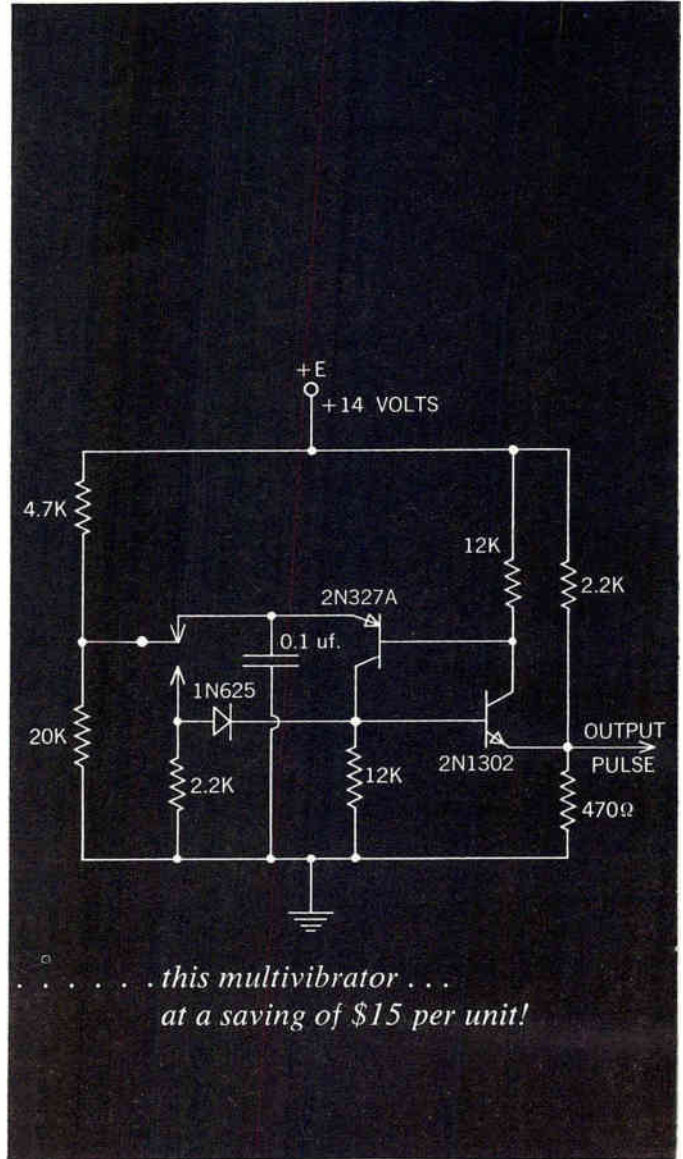 +E
+14 VOLTS
4.7K
12K
2N327A
2.2K
0.1 uf.
1N625
20K
2.2K
12K
2N1302
OUTPUT
PULSE
470Ω
. . . . . . this multivibrator . . .
at a saving of $15 per unit!